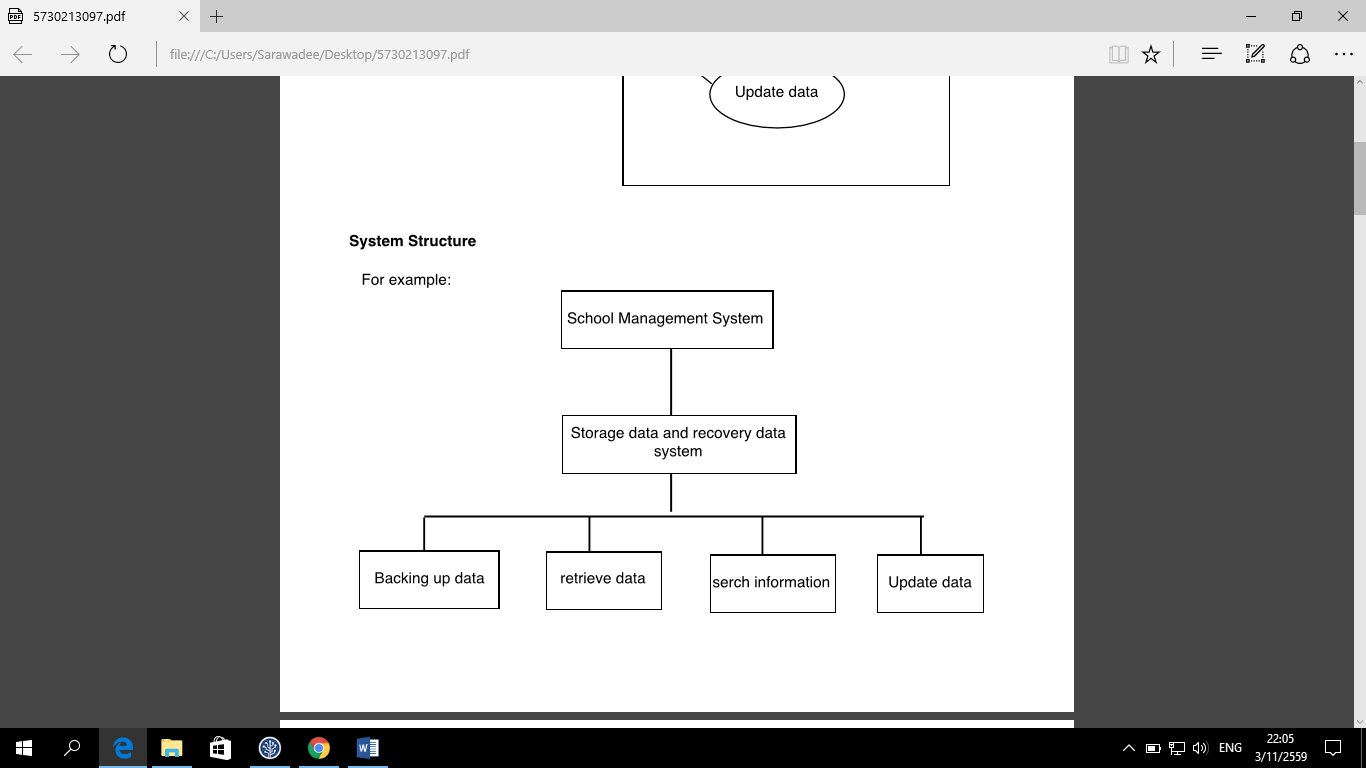 5730213097.pdf
file:///C:/Users/Sarawadee/Desktop/5730213097.pdf
Update data
System Structure
For example:
School Management System
Storage data and recovery data
system
Backing up data
retrieve data
serch information
Update data
ENG
22:05
3/11/2559